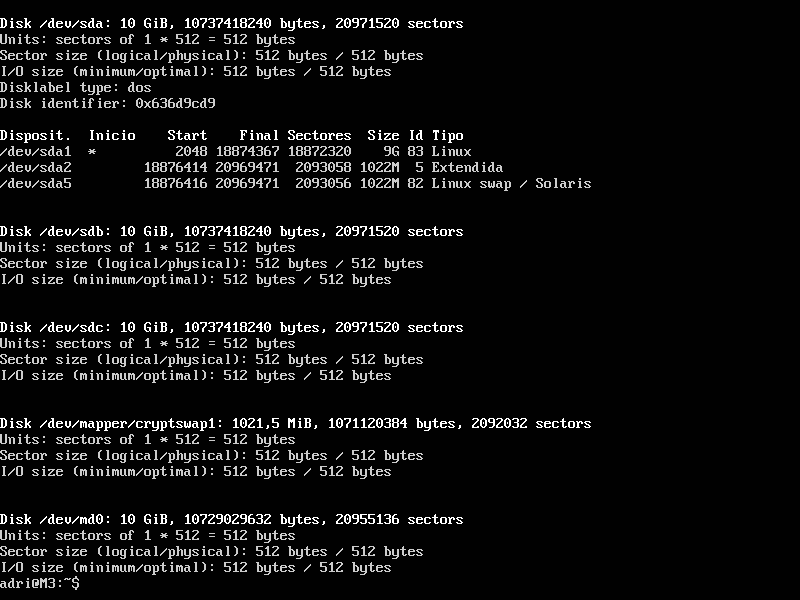 Disk /dev/sda: 10 GiB, 10737418240 bytes, 20971520 sectors
Units: sectors of 1 * 512 = 512 bytes
Sector size (logical/physical): 512 bytes / 512 bytes
I/O size (minimum/optimal): 512 bytes / 512 bytes
Disklabel type: dos
Disk identifier: 0x636d9cd9
Disposit.  Inicio    Start    Final Sectores  Size Id Tipo
/dev/sda1  *          2048 18874367 18872320    9G 83 Linux
/dev/sda2         18876414 20969471  2093058 1022M  5 Extendida
/dev/sda5         18876416 20969471  2093056 1022M 82 Linux swap / Solaris
Disk /dev/sdb: 10 GiB, 10737418240 bytes, 20971520 sectors
Units: sectors of 1 * 512 = 512 bytes
Sector size (logical/physical): 512 bytes / 512 bytes
I/O size (minimum/optimal): 512 bytes / 512 bytes
Disk /dev/sdc: 10 GiB, 10737418240 bytes, 20971520 sectors
Units: sectors of 1 * 512 = 512 bytes
Sector size (logical/physical): 512 bytes / 512 bytes
I/O size (minimum/optimal): 512 bytes / 512 bytes
Disk /dev/mapper/cryptswap1: 1021,5 MiB, 1071120384 bytes, 2092032 sectors
Units: sectors of 1 * 512 = 512 bytes
Sector size (logical/physical): 512 bytes / 512 bytes
I/O size (minimum/optimal): 512 bytes / 512 bytes
Disk /dev/md0: 10 GiB, 10729029632 bytes, 20955136 sectors
Units: sectors of 1 * 512 = 512 bytes
Sector size (logical/physical): 512 bytes / 512 bytes
I/O size (minimum/optimal): 512 bytes / 512 bytes
adri@M3:~$